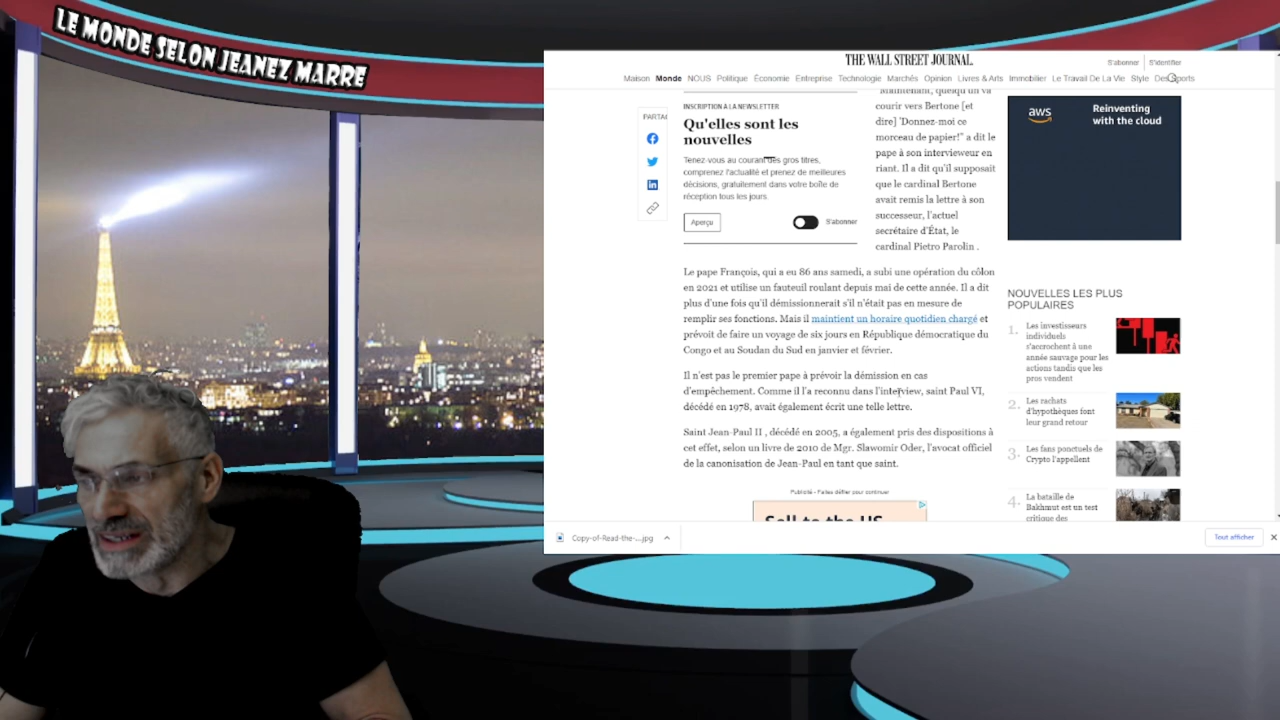 LE MONDE SELON JEANEZ MARRE
THE WALL STREET JOURNAL.
S'abonner
S'identifier
Maison Monde NOUS Politique Économie Entreprise Technologie Marchés Opinion Livres & Arts Immobilier Le Travail De La Vie Style
INSCRIPTION À LA NEWSLETTER
Qu'elles sont les
nouvelles
Tenez-vous au courant des gros titres,
comprenez l'actualité et prenez de meilleures
décisions, gratuitement dans votre boîte de
réception tous les jours.
Aperçu
S'abonner
"Maintenant, quelqu'un va
courir vers Bertone [et
dire] 'Donnez-moi ce
morceau de papier!" a dit le
pape à son intervieweur en
riant. Il a dit qu'il supposait
que le cardinal Bertone
avait remis la lettre à son
successeur, l'actuel
secrétaire d'État, le
cardinal Pietro Parolin .
Le pape François, qui a eu 86 ans samedi, a subi une opération du côlon
en 2021 et utilise un fauteuil roulant depuis mai de cette année. Il a dit
plus d'une fois qu'il démissionnerait s'il n'était pas en mesure de
remplir ses fonctions. Mais il maintient un horaire quotidien chargé et
prévoit de faire un voyage de six jours en République démocratique du
Congo et au Soudan du Sud en janvier et février.
Il n'est pas le premier pape à prévoir la démission en cas
d'empêchement. Comme il l'a reconnu dans l'interview, saint Paul VI,
décédé en 1978, avait également écrit une telle lettre.
Saint Jean-Paul II , décédé en 2005, a également pris des dispositions à
cet effet, selon un livre de 2010 de Mgr. Slawomir Oder, l'avocat officiel
de la canonisation de Jean-Paul en tant que saint.
Publicité - Faites défiler pour continuer
aws
Reinventing
with the cloud
NOUVELLES LES PLUS
POPULAIRES
1. Les investisseurs
individuels
s'accrochent à une
année sauvage pour les
actions tandis que les
pros vendent
2. Les rachats
d'hypothèques font
leur grand retour
3. Les fans ponctuels de
Crypto l'appellent
4. La bataille de
Bakhmut est un test
critique des
Copy-of-Read-the-....jpg
Tout afficher